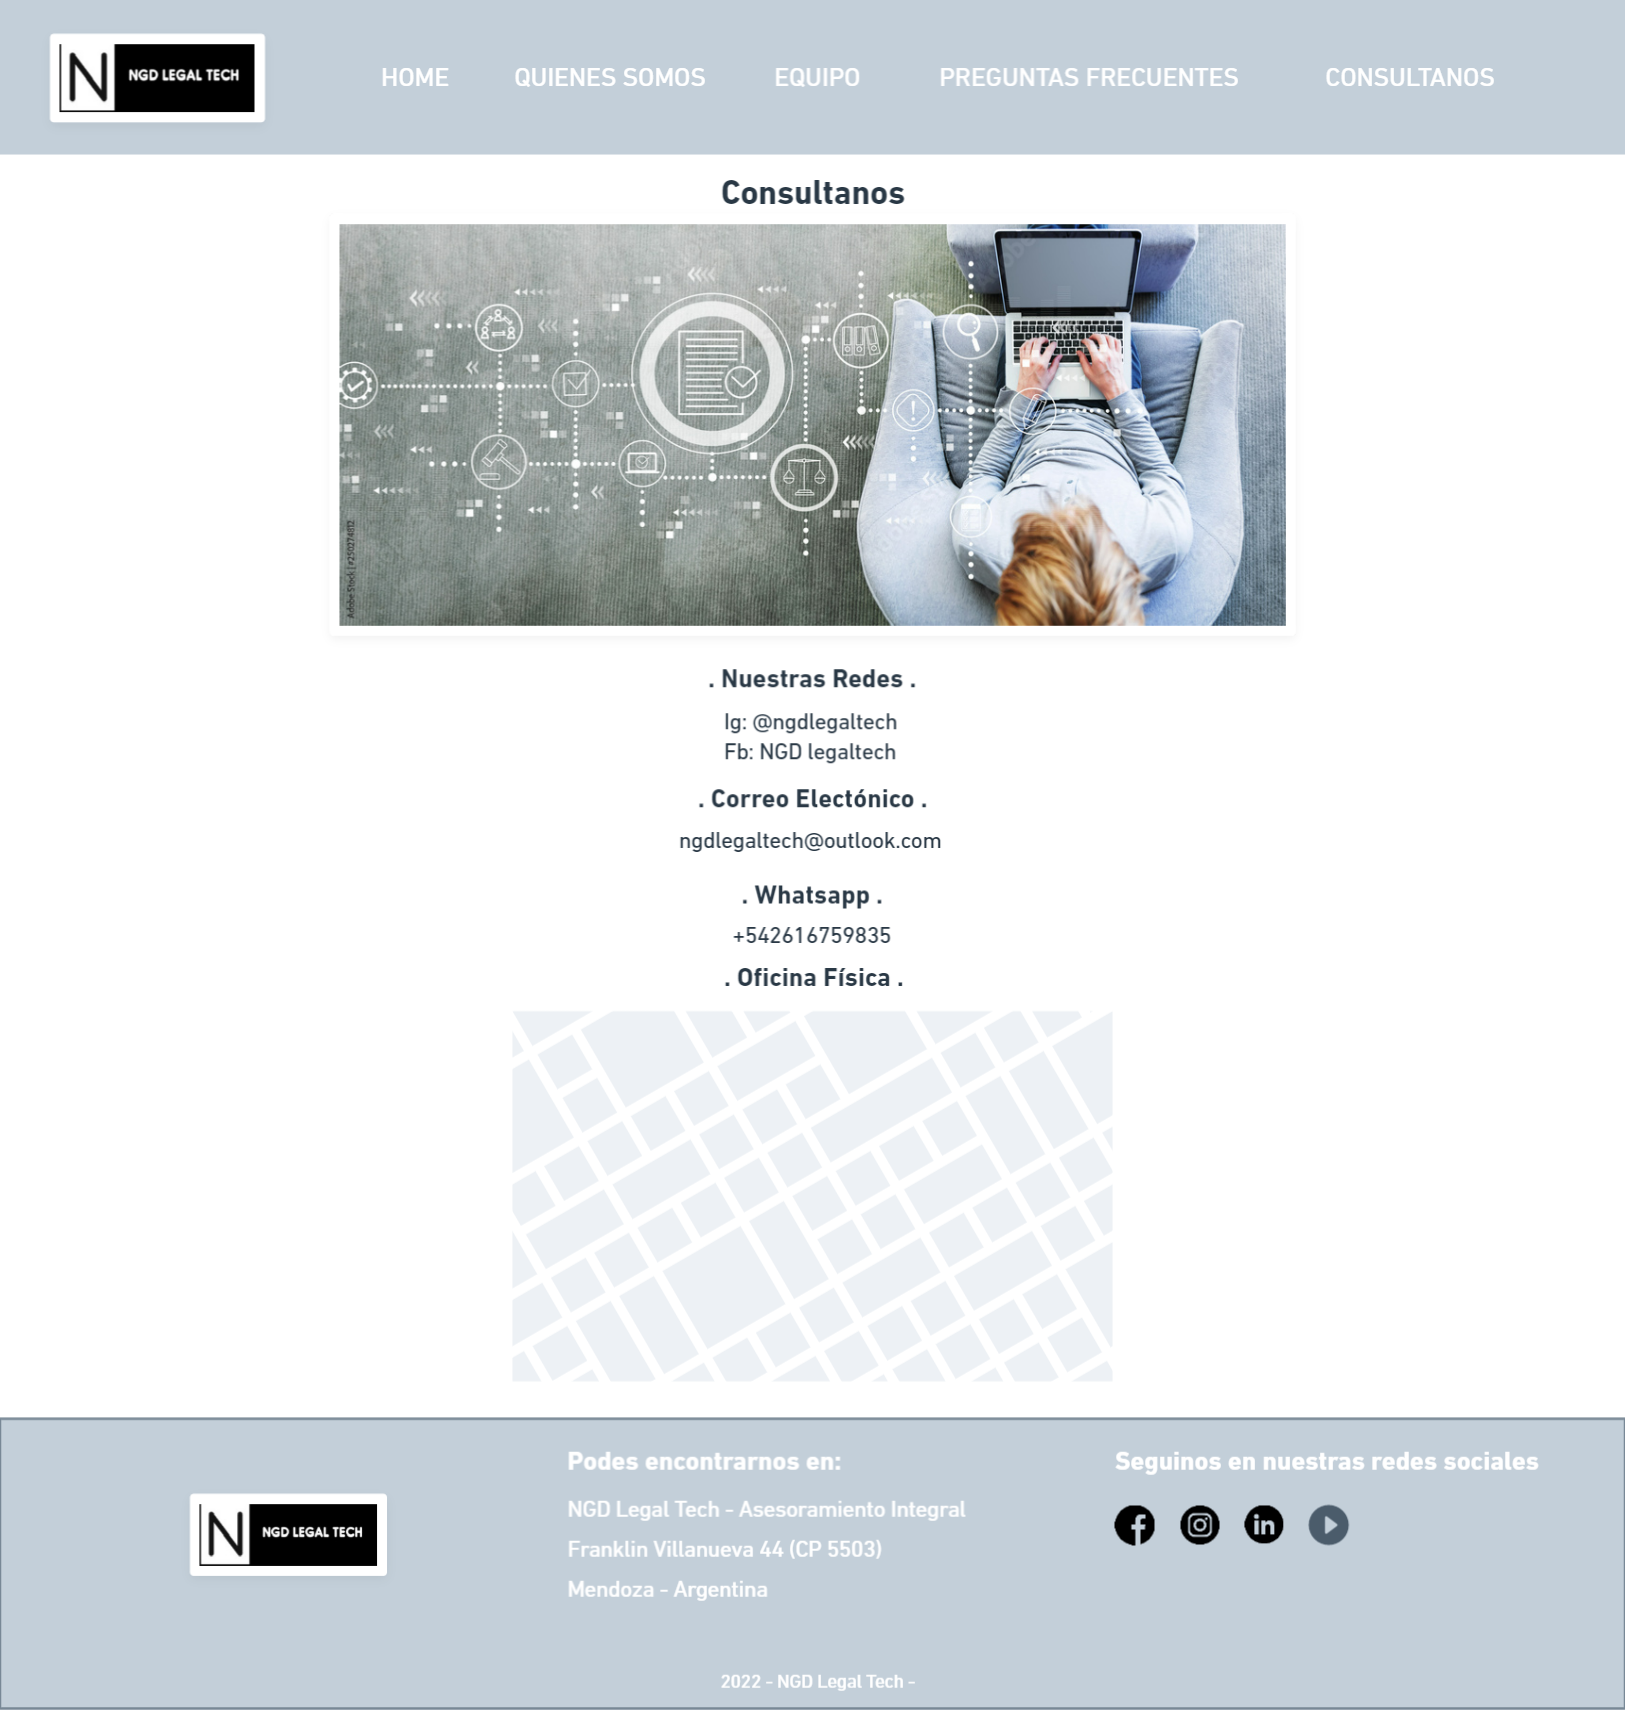 N NGD LEGAL TECH
HOME QUIENES SOMOS EQUIPO PREGUNTAS FRECUENTES CONSULTANOS
Consultanos
Adobe Stock | #250274812
. Nuestras Redes .
Ig: @ngdlegaltech
Fb: NGD legaltech
. Correo Electónico .
ngdlegaltech@outlook.com
. Whatsapp .
+542616759835
. Oficina Física .
N NGD LEGAL TECH
Podes encontrarnos en:
NGD Legal Tech - Asesoramiento Integral
Franklin Villanueva 44 (CP 5503)
Mendoza - Argentina
Seguinos en nuestras redes sociales
2022 - NGD Legal Tech -